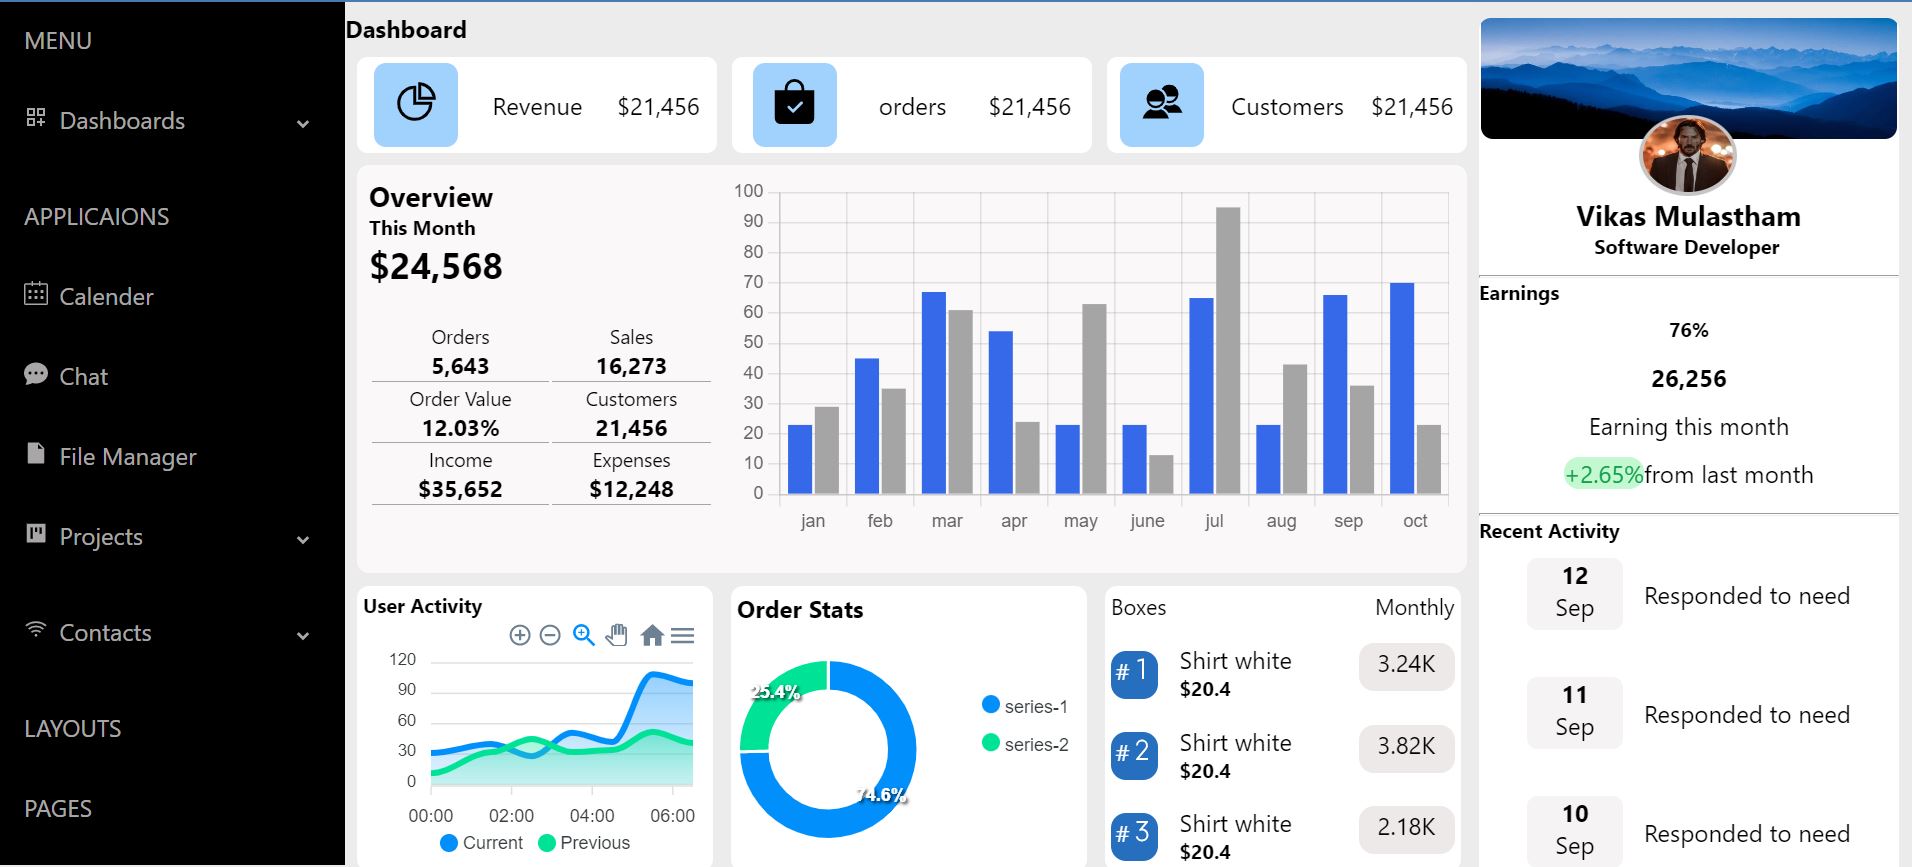 MENU
Dashboards
APPLICAIONS
Calender
Chat
File Manager
Projects
Contacts
LAYOUTS
PAGES
Dashboard
Revenue $21,456
orders $21,456
Customers $21,456
Overview
This Month
$24,568
Orders Sales
5,643 16,273
Order Value Customers
12.03% 21,456
Income Expenses
$35,652 $12,248
100
90
80
70
60
50
40
30
20
10
0
jan feb mar apr may june jul aug sep oct
User Activity
120
90
60
30
0
00:00 02:00 04:00 06:00
Current Previous
Order Stats
25.4%
74.6%
series-1
series-2
Boxes Monthly
#1 Shirt white 3.24K
$20.4
#2 Shirt white 3.82K
$20.4
#3 Shirt white 2.18K
$20.4
Vikas Mulastham
Software Developer
Earnings
76%
26,256
Earning this month
+2.65%from last month
Recent Activity
12
Sep
Responded to need
11
Sep
Responded to need
10
Sep
Responded to need